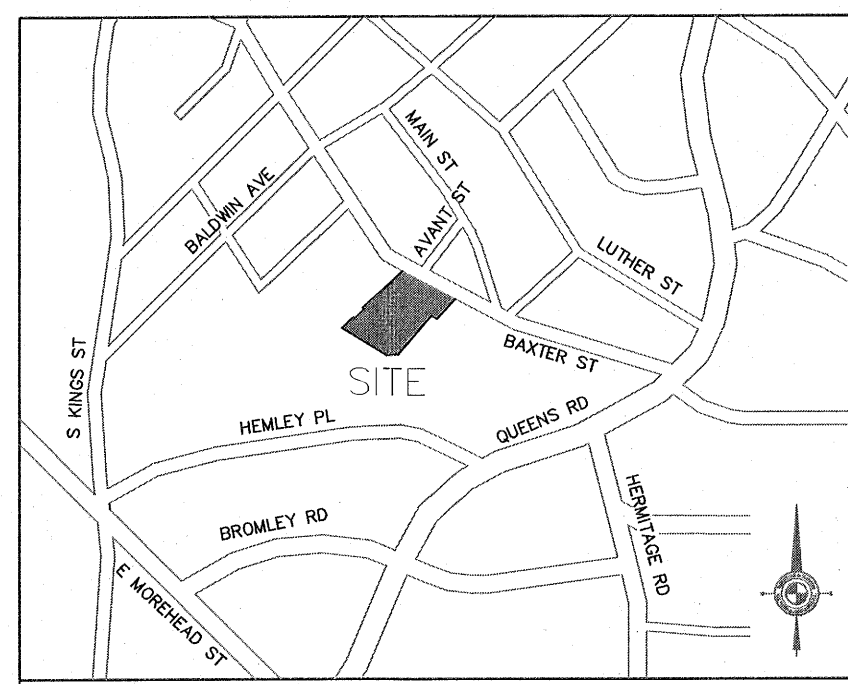 MAIN ST
AVANT ST
BALDWIN AVE
LUTHER ST
S KINGS ST
BAXTER ST
SITE
QUEENS RD
HEMLEY PL
HERMITAGE RD
BROMLEY RD
E MOREHEAD ST